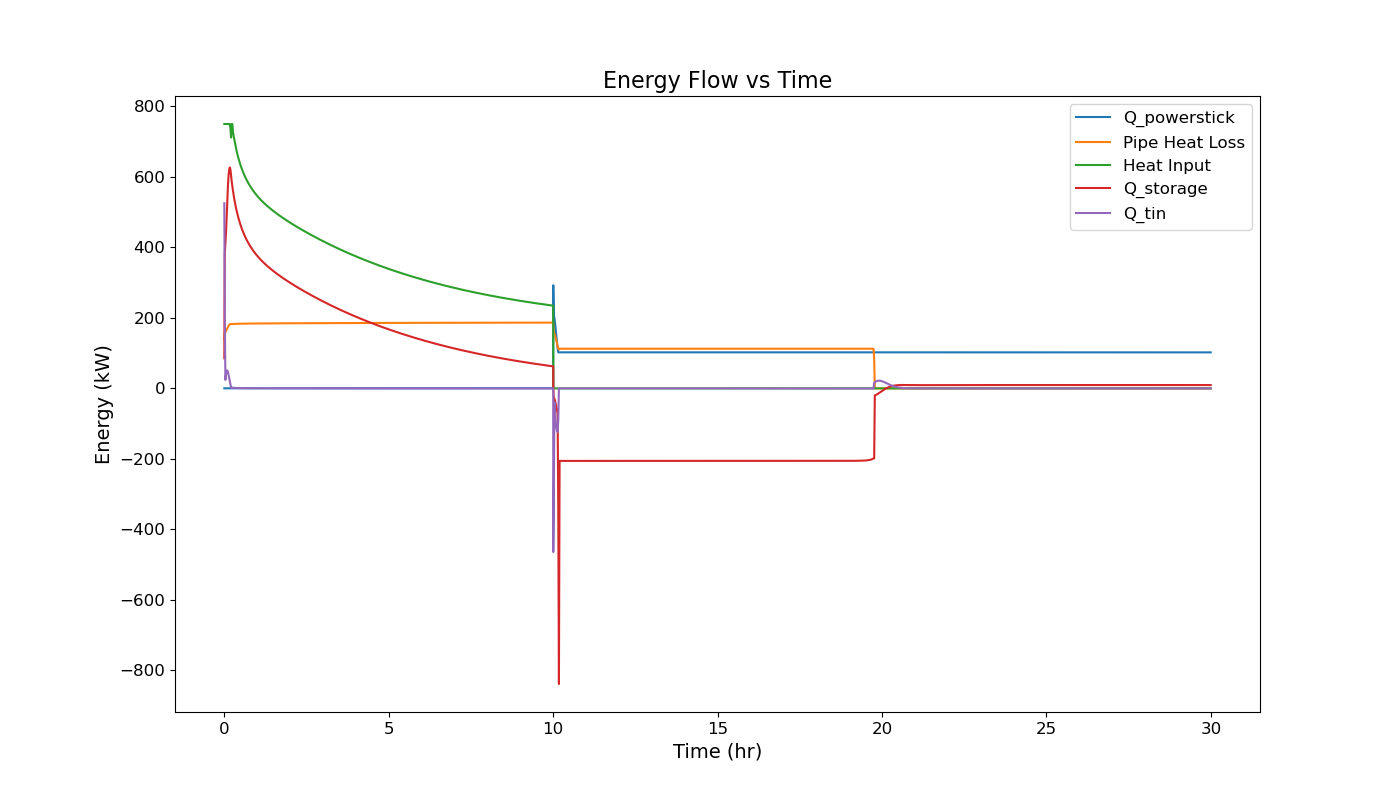 Energy Flow vs Time
Energy (kW)
800
600
400
200
0
−200
−400
−600
−800
Q_powerstick
Pipe Heat Loss
Heat Input
Q_storage
Q_tin
0 5 10 15 20 25 30
Time (hr)